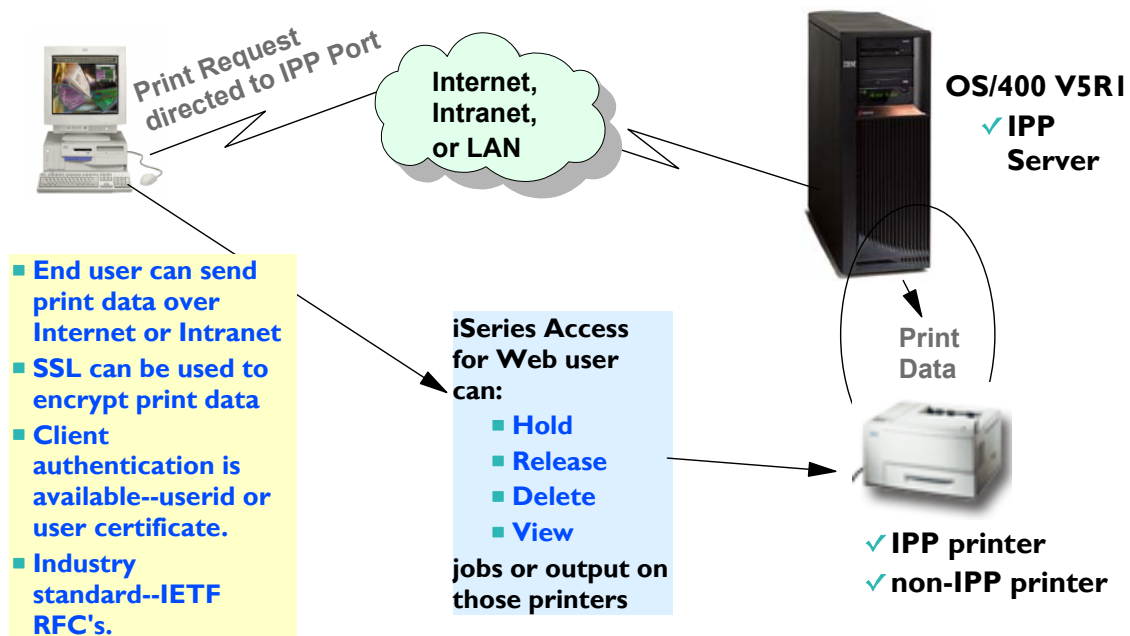 Print Request
directed to IPP Port
Internet,
Intranet,
or LAN
IBM
OS/400 V5R1
✓ IPP
Server
■ End user can send
print data over
Internet or Intranet
■ SSL can be used to
encrypt print data
■ Client
authentication is
available--userid or
user certificate.
■ Industry
standard--IETF
RFC's.
iSeries Access
for Web user
can:
■ Hold
■ Release
■ Delete
■ View
jobs or output on
those printers
Print
Data
✓ IPP printer
✓ non-IPP printer